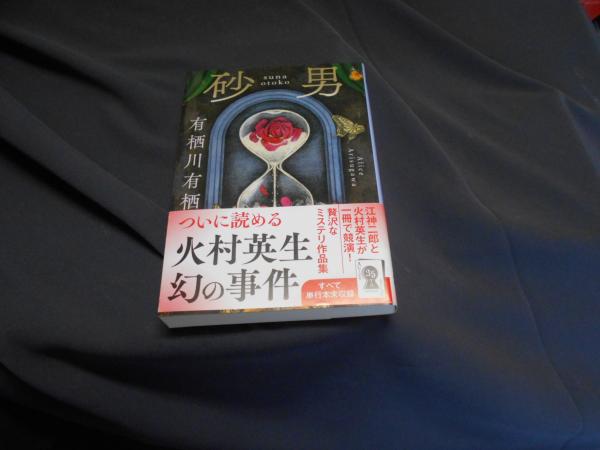 砂男
suna
otoko
有栖川有栖
Alice
Arisugawa
ついに読める
火村英生
幻の事件
江神二郎と
火村英生が
一冊で競演!
贅沢な
ミステリ作品集
すべて
単行本未収録
35